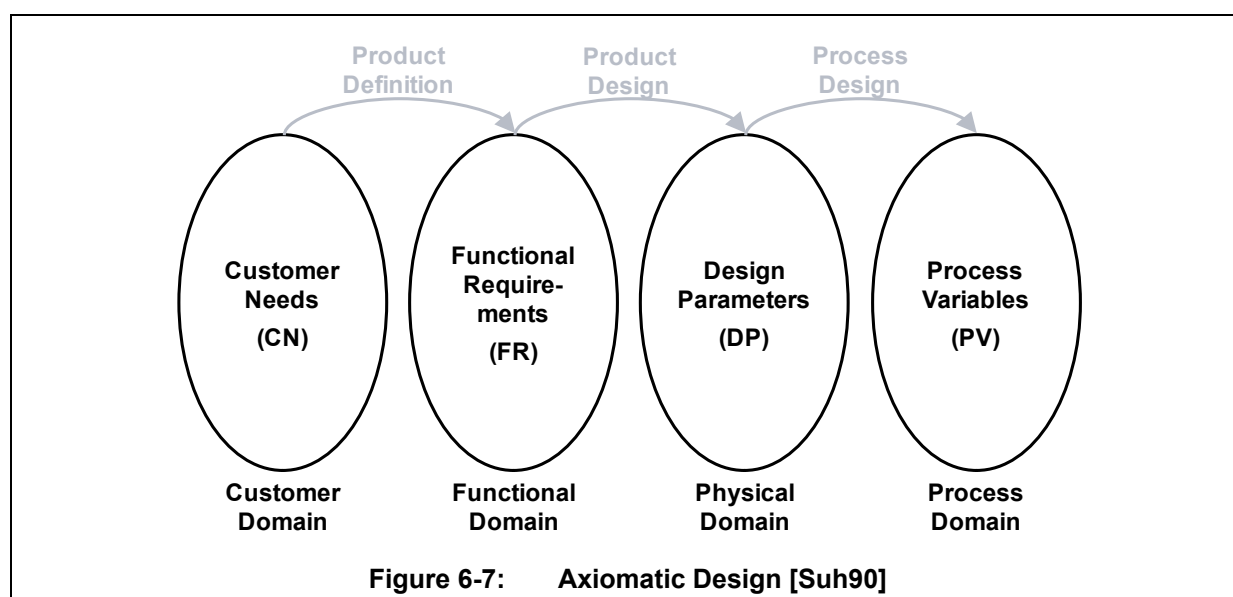 Product
Definition
Product
Design
Process
Design
Customer
Needs
(CN)
Functional
Require-
ments
(FR)
Design
Parameters
(DP)
Process
Variables
(PV)
Customer
Domain
Functional
Domain
Physical
Domain
Process
Domain
Figure 6-7: Axiomatic Design [Suh90]